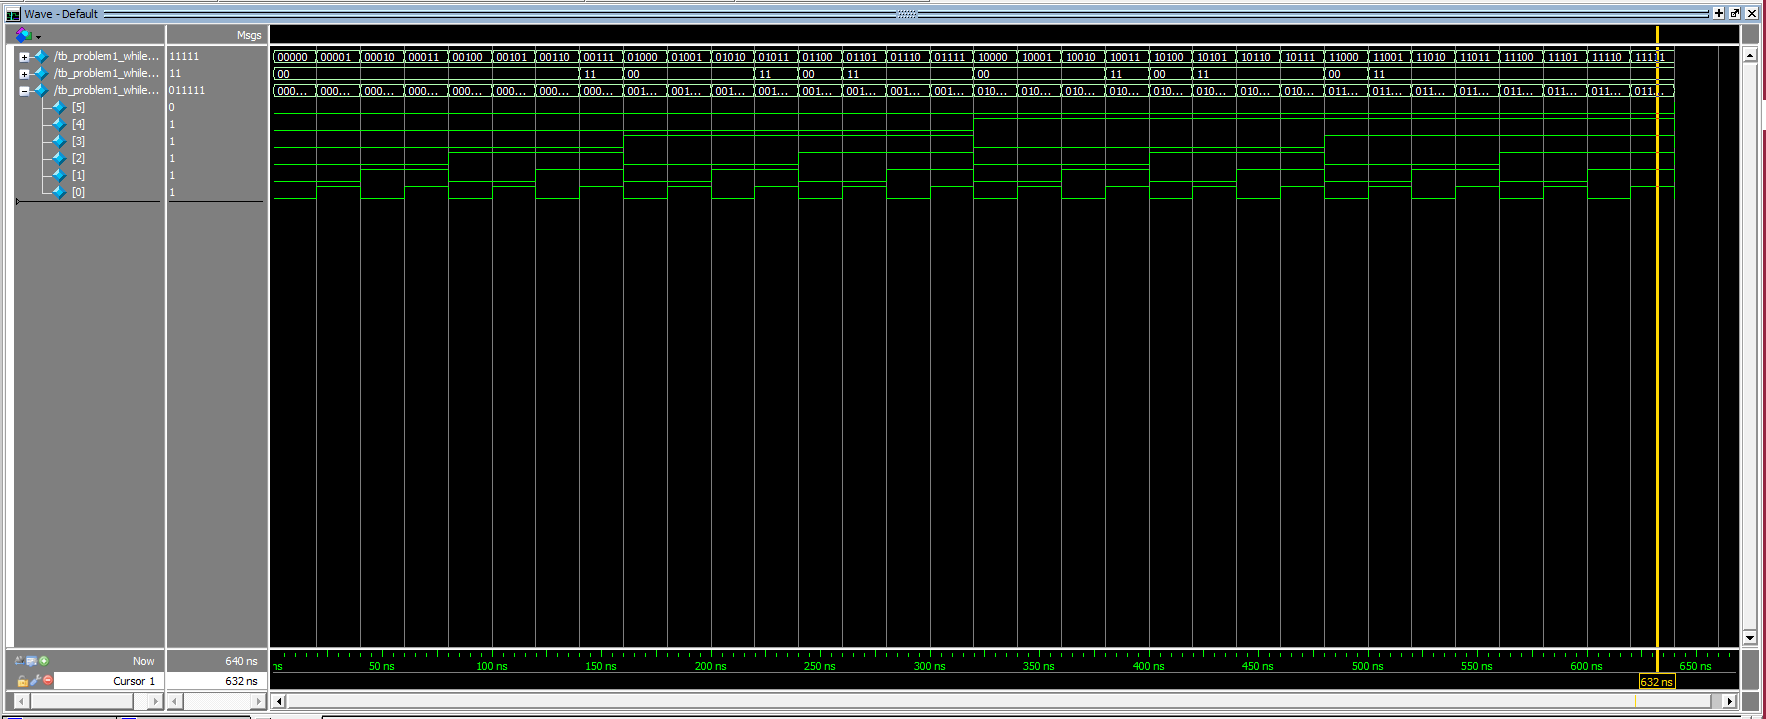 Wave - Default
Msgs
/tb_problem1_while... 11111 00000 00001 00010 00011 00100 00101 00110 00111 01000 01001 01010 01011 01100 01101 01110 01111 10000 10001 10010 10011 10100 10101 10110 10111 11000 11001 11010 11011 11100 11101 11110 11111
/tb_problem1_while... 11 00 11 00 11 00 11 00 11 00 11 00 11
/tb_problem1_while... 011111 000... 000... 000... 000... 000... 000... 000... 000... 001... 001... 001... 001... 001... 001... 001... 001... 010... 010... 010... 010... 010... 010... 010... 010... 011... 011... 011... 011... 011... 011... 011... 011...
[5] 0
[4] 1
[3] 1
[2] 1
[1] 1
[0] 1
Now 640 ns ns 50 ns 100 ns 150 ns 200 ns 250 ns 300 ns 350 ns 400 ns 450 ns 500 ns 550 ns 600 ns 650 ns
Cursor 1 632 ns 632 ns